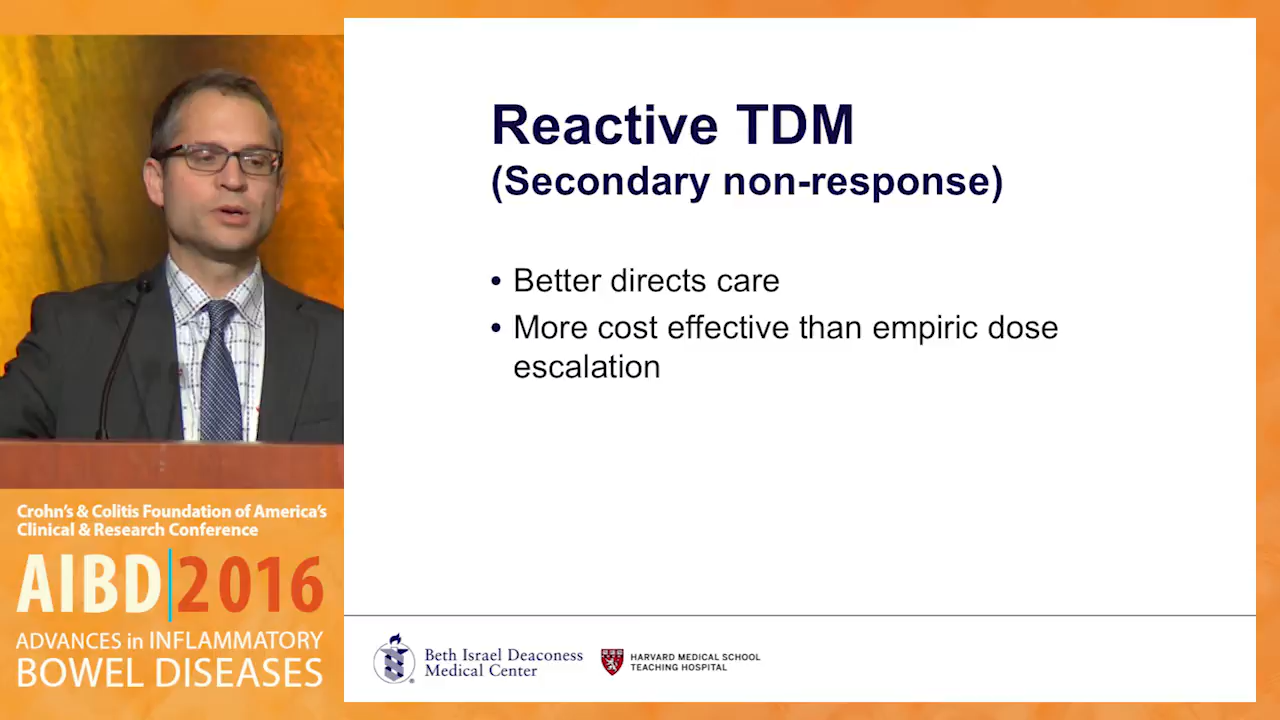 Reactive TDM
(Secondary non-response)
• Better directs care
• More cost effective than empiric dose
escalation
Crohn's & Colitis Foundation of America's
Clinical & Research Conference
AIBD|2016
ADVANCES in INFLAMMATORY
BOWEL DISEASES
Beth Israel Deaconess
Medical Center
HARVARD MEDICAL SCHOOL
TEACHING HOSPITAL